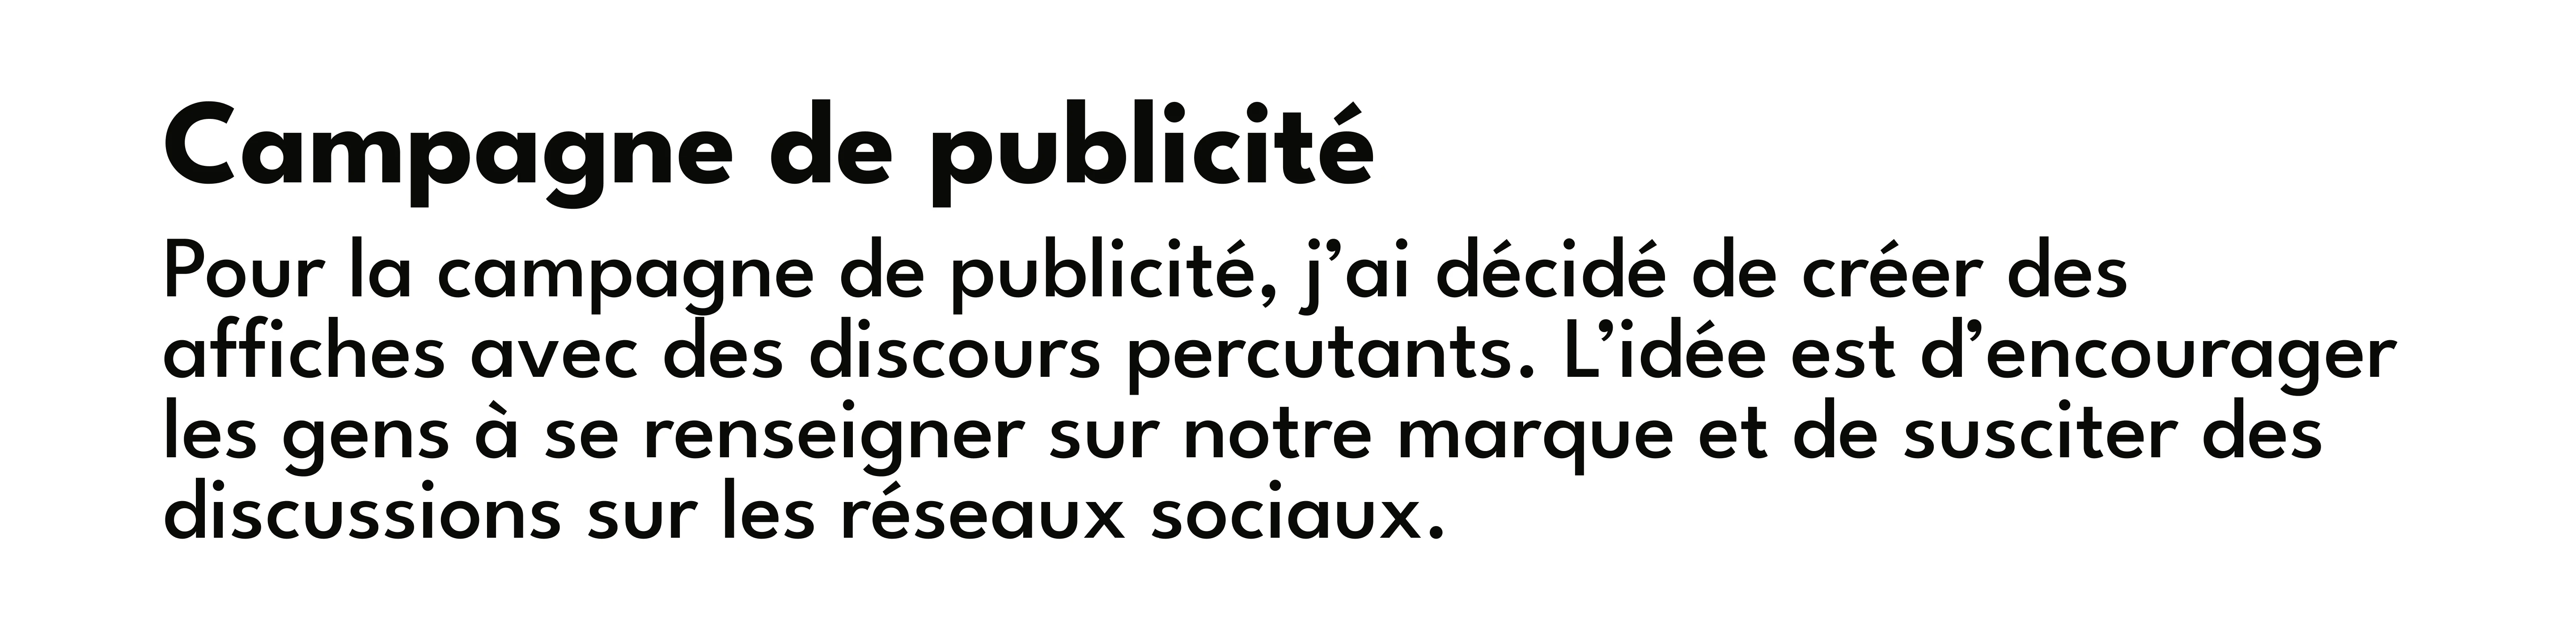 Campagne de publicité
Pour la campagne de publicité, j’ai décidé de créer des
affiches avec des discours percutants. L’idée est d’encourager
les gens à se renseigner sur notre marque et de susciter des
discussions sur les réseaux sociaux.